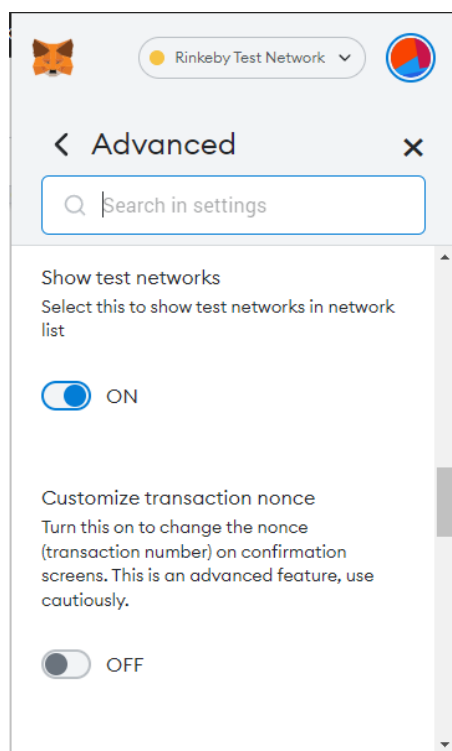 Rinkeby Test Network
Advanced
Search in settings
Show test networks
Select this to show test networks in network
list
ON
Customize transaction nonce
Turn this on to change the nonce
(transaction number) on confirmation
screens. This is an advanced feature, use
cautiously.
OFF